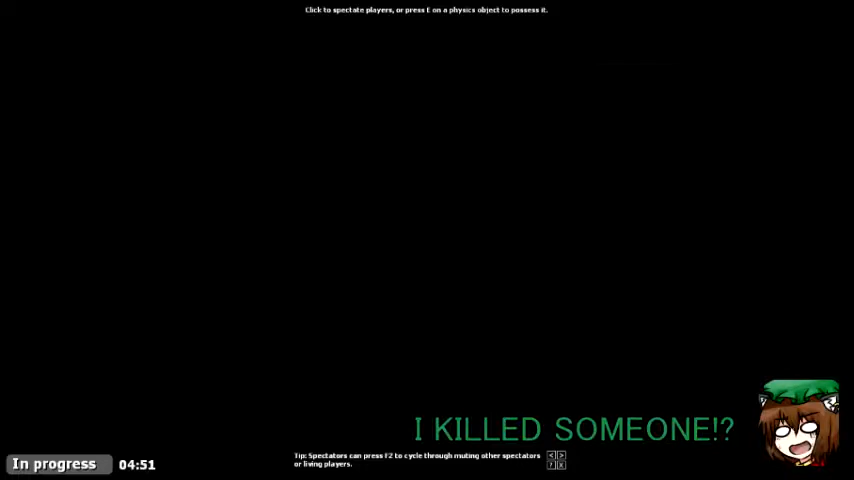 Click to spectate players, or press E on a physics object to possess it.
I KILLED SOMEONE!?
Tip: Spectators can press F2 to cycle through muting other spectators
or living players.
< >
? X
In progress
04:51